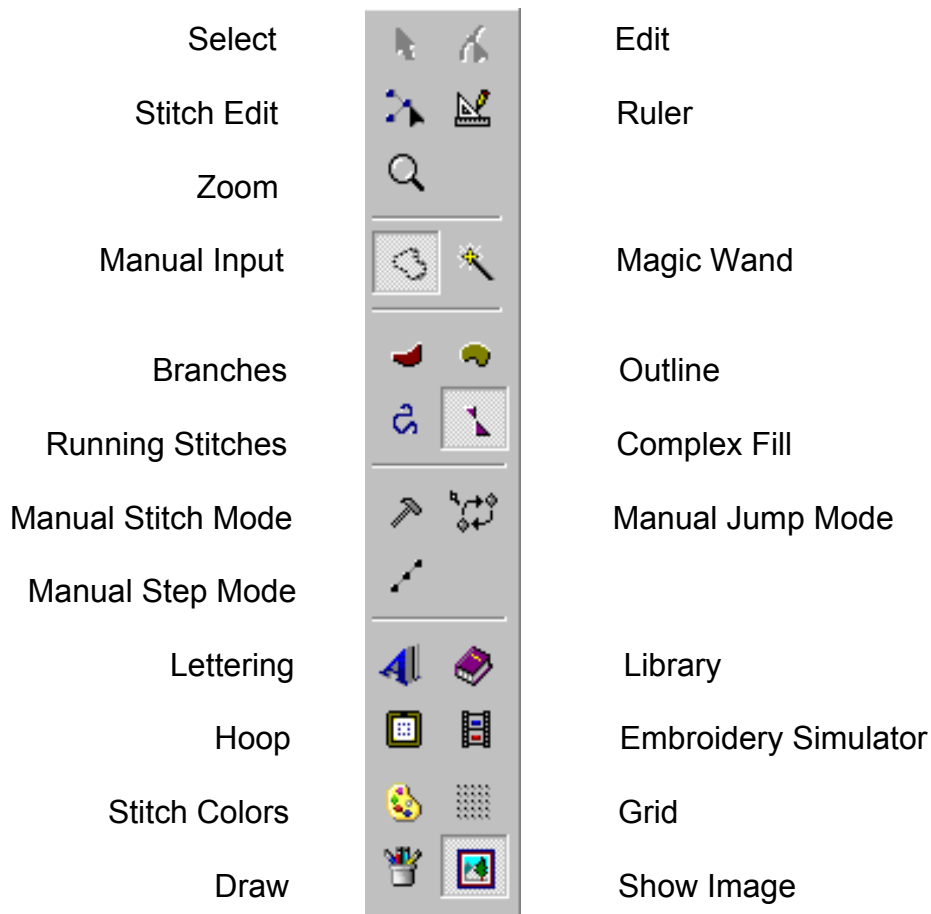 Select Edit
Stitch Edit Ruler
Zoom
Manual Input Magic Wand
Branches Outline
Running Stitches Complex Fill
Manual Stitch Mode Manual Jump Mode
Manual Step Mode
Lettering Library
Hoop Embroidery Simulator
Stitch Colors Grid
Draw Show Image